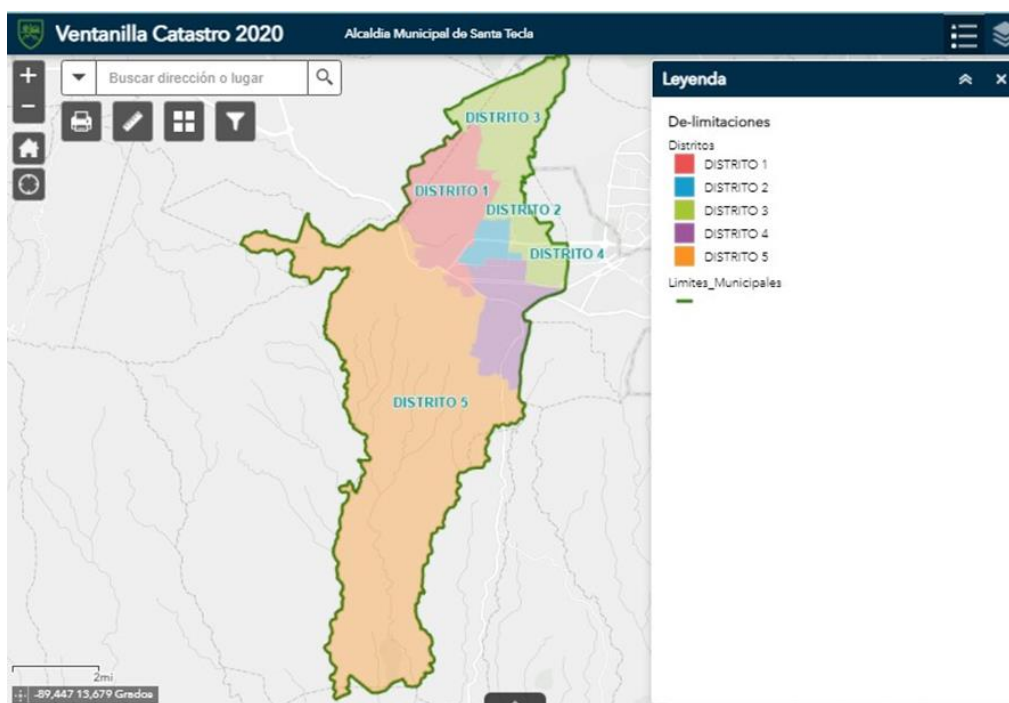 Ventanilla Catastro 2020
Alcaldia Municipal de Santa Tecla
+
Buscar dirección o lugar
−
Leyenda
De-limitaciones
Distritos
DISTRITO 1
DISTRITO 2
DISTRITO 3
DISTRITO 4
DISTRITO 5
Limites_Municipales
DISTRITO 3
DISTRITO 1
DISTRITO 2
DISTRITO 4
DISTRITO 5
2mi
-89,447 13,679 Grados